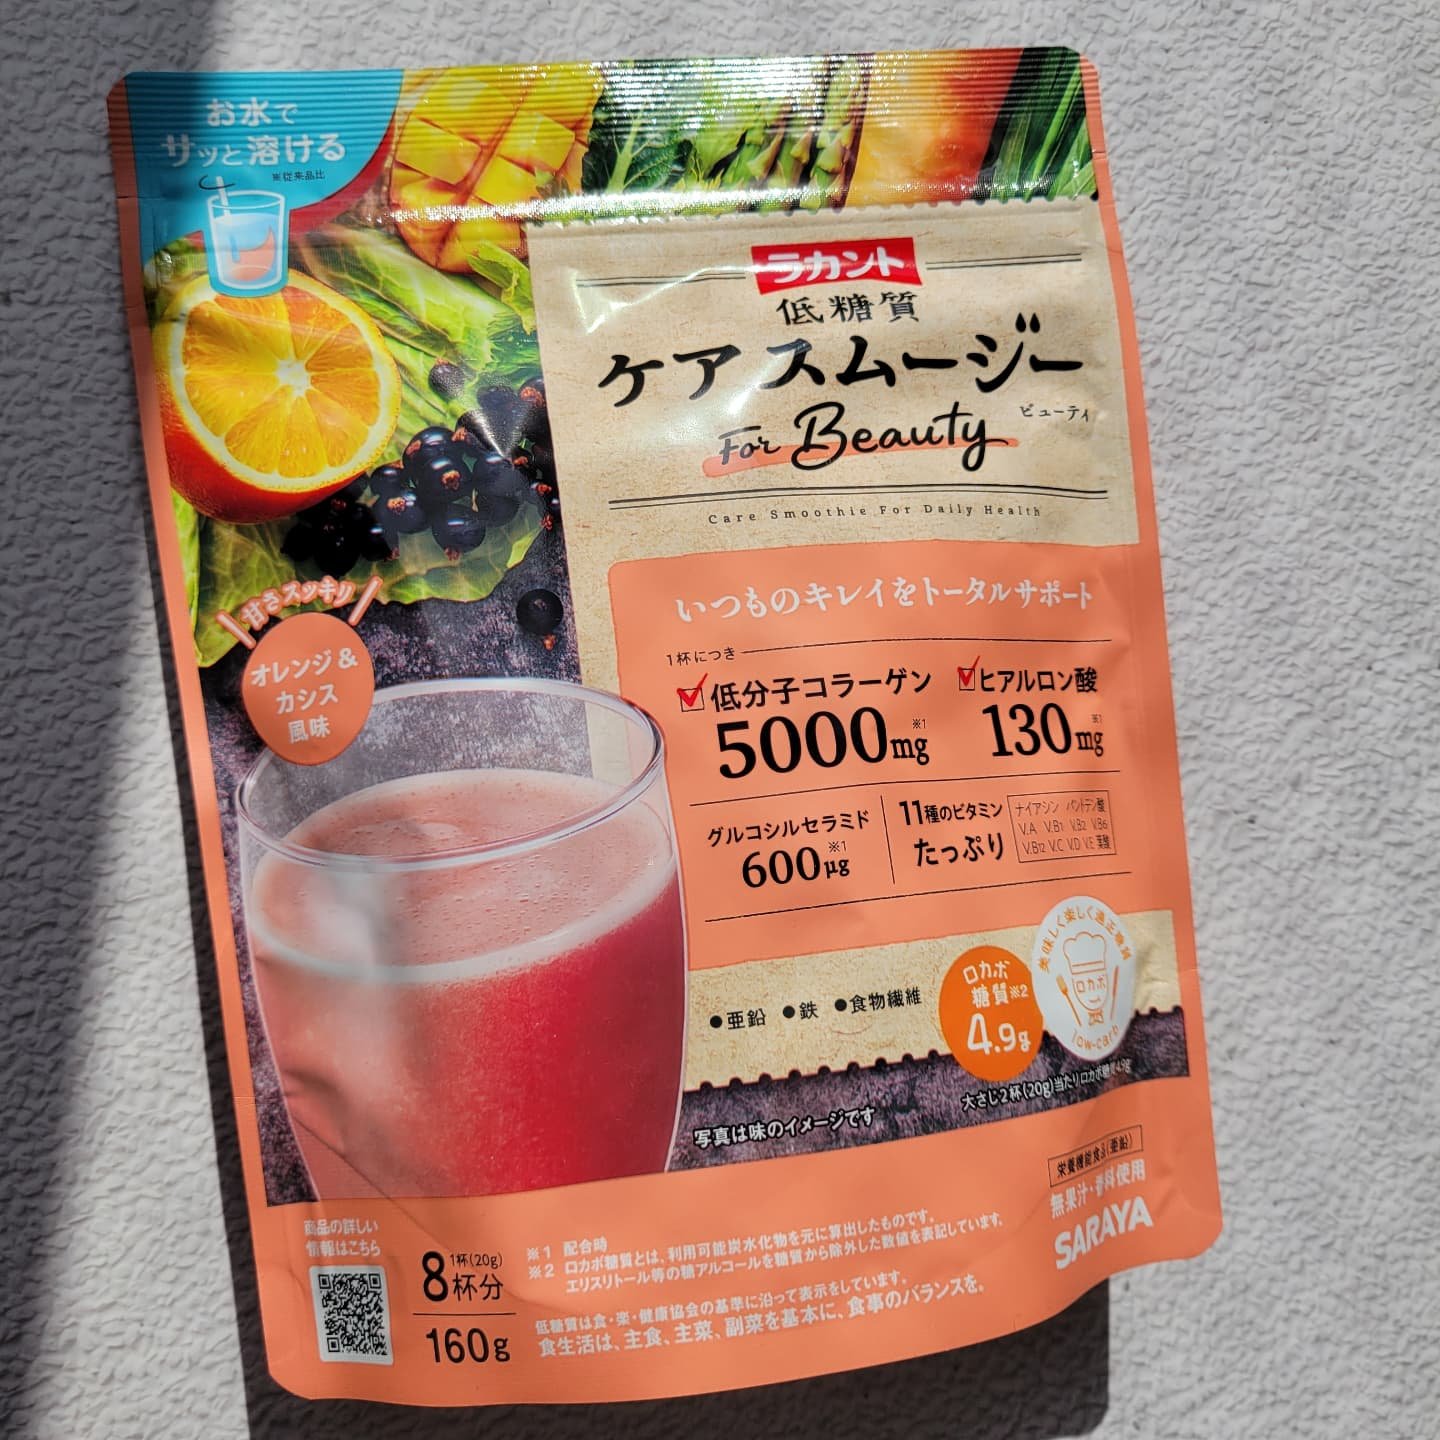 お水で
サッと溶ける
※従来品比
ラカント
低糖質
ケア スムージー
For Beauty
ビューティ
Care Smoothie For Daily Health
甘さスッキリ
オレンジ&
カシス
風味
いつものキレイをトータルサポート
1杯につき
低分子コラーゲン
5000mg※1
ヒアルロン酸
130mg※1
グルコシルセラミド
600μg※1
11種のビタミン
たっぷり
ナイアシン パントテン酸
V.A V.B1 V.B2 V.B6
V.B12 V.C V.D V.E 葉酸
●亜鉛 ●鉄 ●食物繊維
ロカボ
糖質※2
4.9g
美味しく楽しく適正糖質
ロカボ
low-carb
大さじ2杯(20g)当たりロカボ糖質4.9g
写真は味のイメージです
栄養機能食品(亜鉛)
無果汁・香料使用
SARAYA
商品の詳しい
情報はこちら
1杯(20g)
8杯分
160g
※1 配合時
※2 ロカボ糖質とは、利用可能炭水化物を元に算出したものです。
エリスリトール等の糖アルコールを糖質から除外した数値を表記しています。
低糖質は食・楽・健康協会の基準に沿って表示をしています。
食生活は、主食、主菜、副菜を基本に、食事のバランスを。